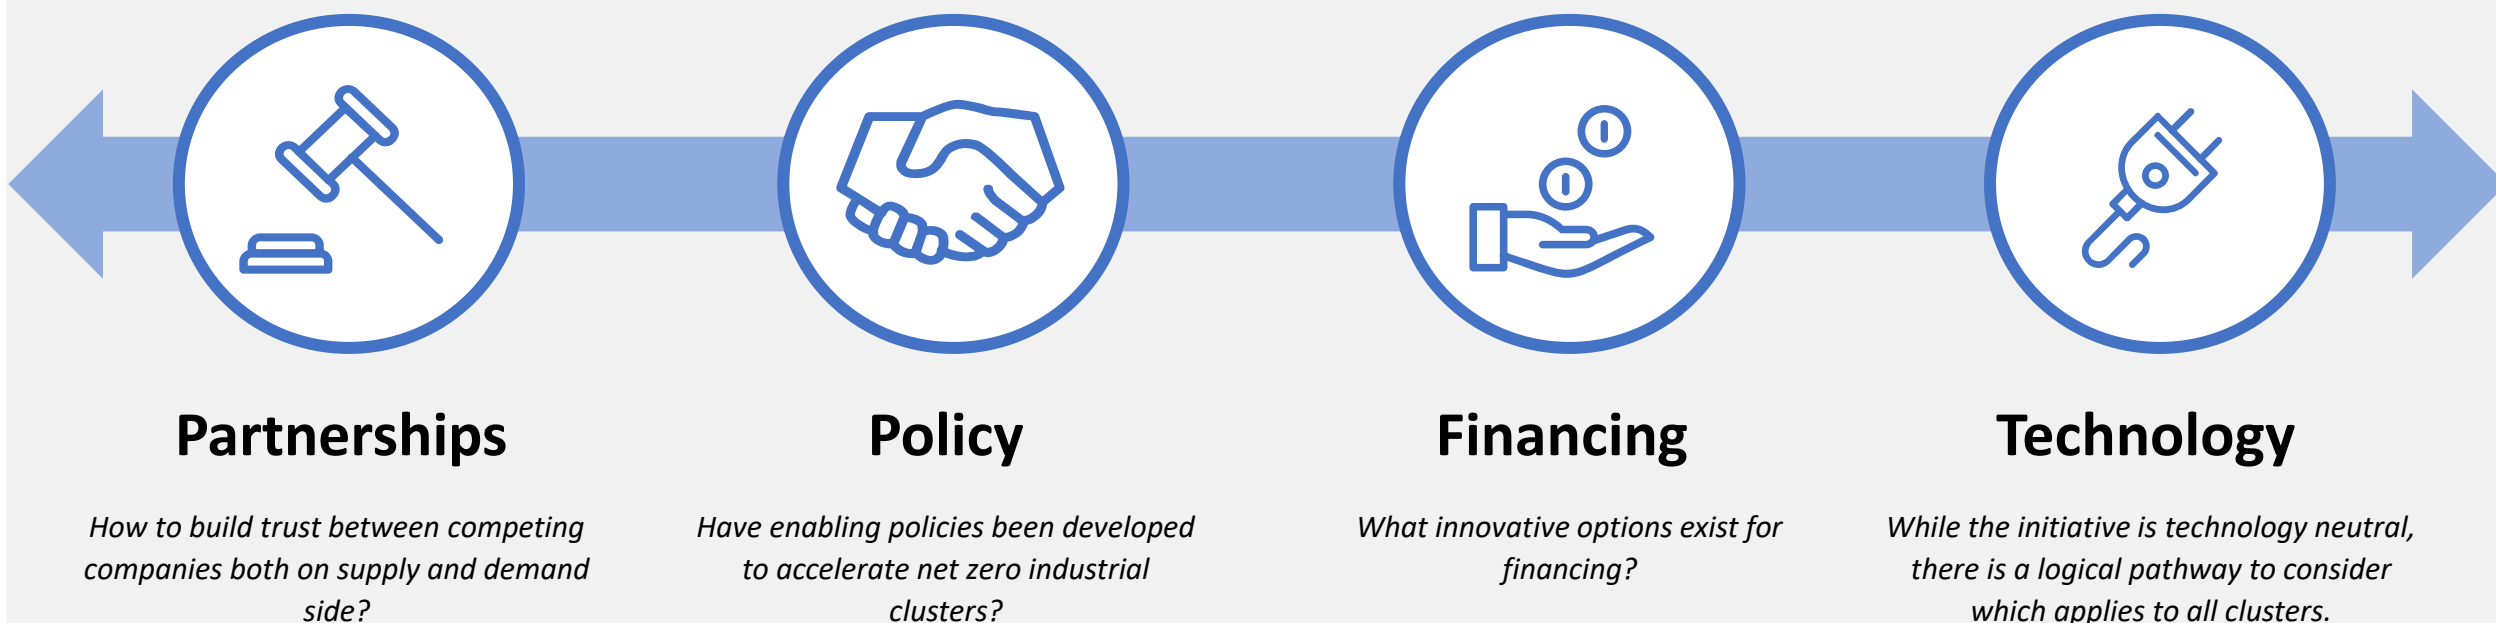 Partnerships
How to build trust between competing
companies both on supply and demand
side?
Policy
Have enabling policies been developed
to accelerate net zero industrial
clusters?
Financing
What innovative options exist for
financing?
Technology
While the initiative is technology neutral,
there is a logical pathway to consider
which applies to all clusters.